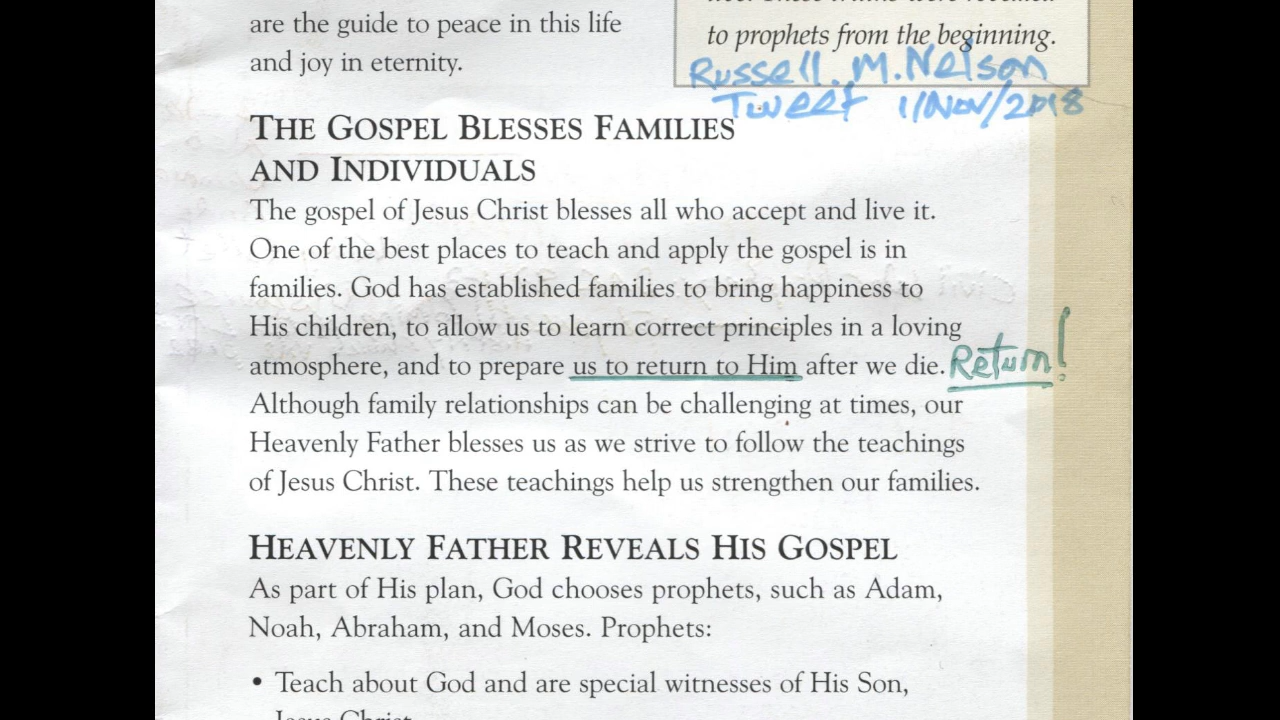 are the guide to peace in this life
and joy in eternity.
to prophets from the beginning.
Russell. M. Nelson
Tweet 1/Nov/2018
THE GOSPEL BLESSES FAMILIES
AND INDIVIDUALS
The gospel of Jesus Christ blesses all who accept and live it.
One of the best places to teach and apply the gospel is in
families. God has established families to bring happiness to
His children, to allow us to learn correct principles in a loving
atmosphere, and to prepare us to return to Him after we die. Return!
Although family relationships can be challenging at times, our
Heavenly Father blesses us as we strive to follow the teachings
of Jesus Christ. These teachings help us strengthen our families.
HEAVENLY FATHER REVEALS HIS GOSPEL
As part of His plan, God chooses prophets, such as Adam,
Noah, Abraham, and Moses. Prophets:
• Teach about God and are special witnesses of His Son,
Jesus Christ